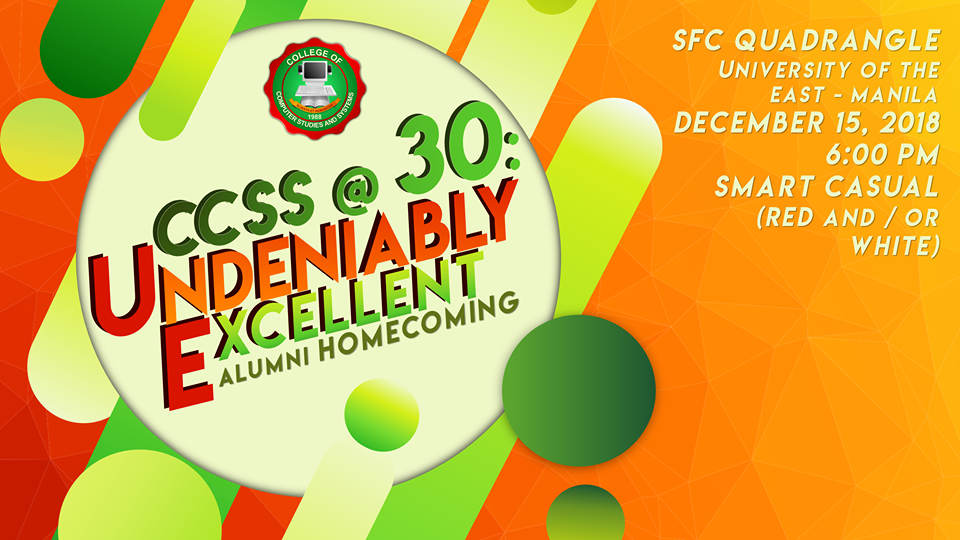 COLLEGE OF
COMPUTER STUDIES AND SYSTEMS
1988
CCSS @ 30:
UNDENIABLY
EXCELLENT
ALUMNI HOMECOMING
SFC QUADRANGLE
UNIVERSITY OF THE
EAST - MANILA
DECEMBER 15, 2018
6:00 PM
SMART CASUAL
(RED AND / OR
WHITE)